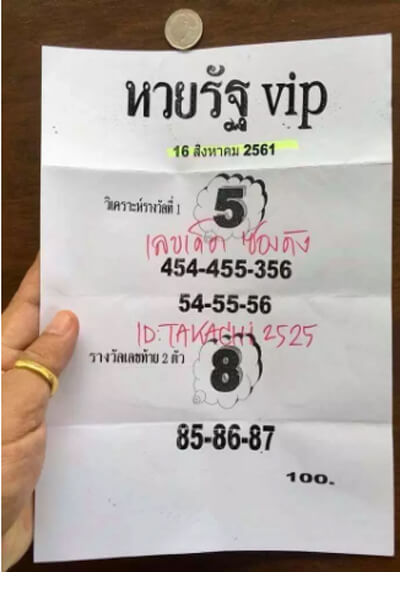 หวยรัฐ vip
16 สิงหาคม 2561
วิเคราะห์รางวัลที่ 1
5
เลขเด็ด ซองดัง
454-455-356
54-55-56
ID:TAKACHi 2525
รางวัลเลขท้าย 2 ตัว
8
85-86-87
100.